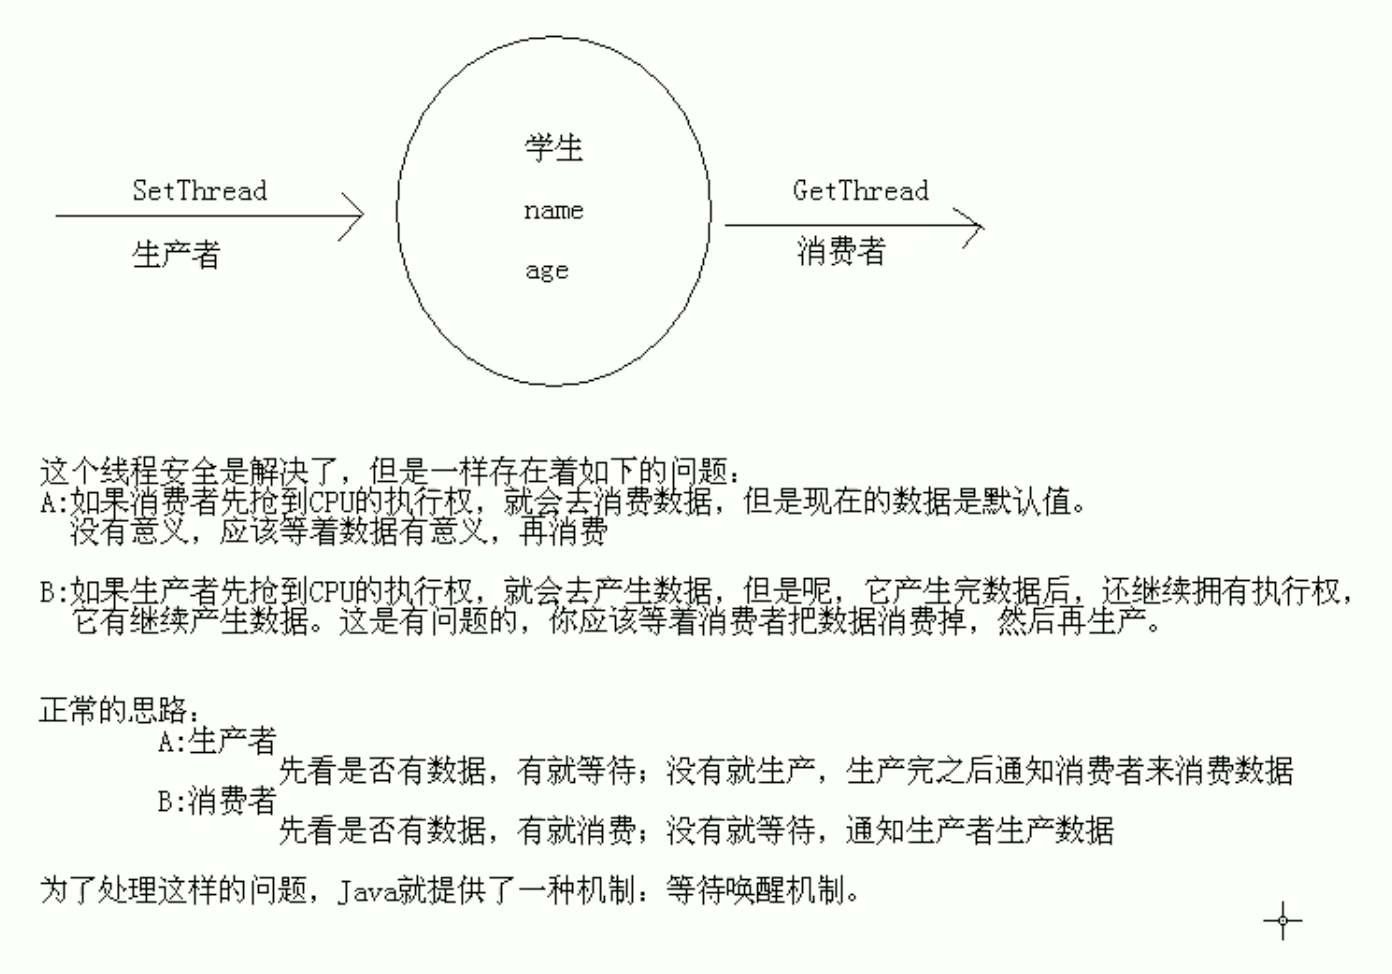 学生
SetThread
GetThread
name
生产者
消费者
age
这个线程安全是解决了，但是一样存在着如下的问题：
A:如果消费者先抢到CPU的执行权，就会去消费数据，但是现在的数据是默认值。
没有意义，应该等着数据有意义，再消费
B:如果生产者先抢到CPU的执行权，就会去产生数据，但是呢，它产生完数据后，还继续拥有执行权，
它有继续产生数据。这是有问题的，你应该等着消费者把数据消费掉，然后再生产。
正常的思路：
A:生产者
先看是否有数据，有就等待；没有就生产，生产完之后通知消费者来消费数据
B:消费者
先看是否有数据，有就消费；没有就等待，通知生产者生产数据
为了处理这样的问题，Java就提供了一种机制：等待唤醒机制。